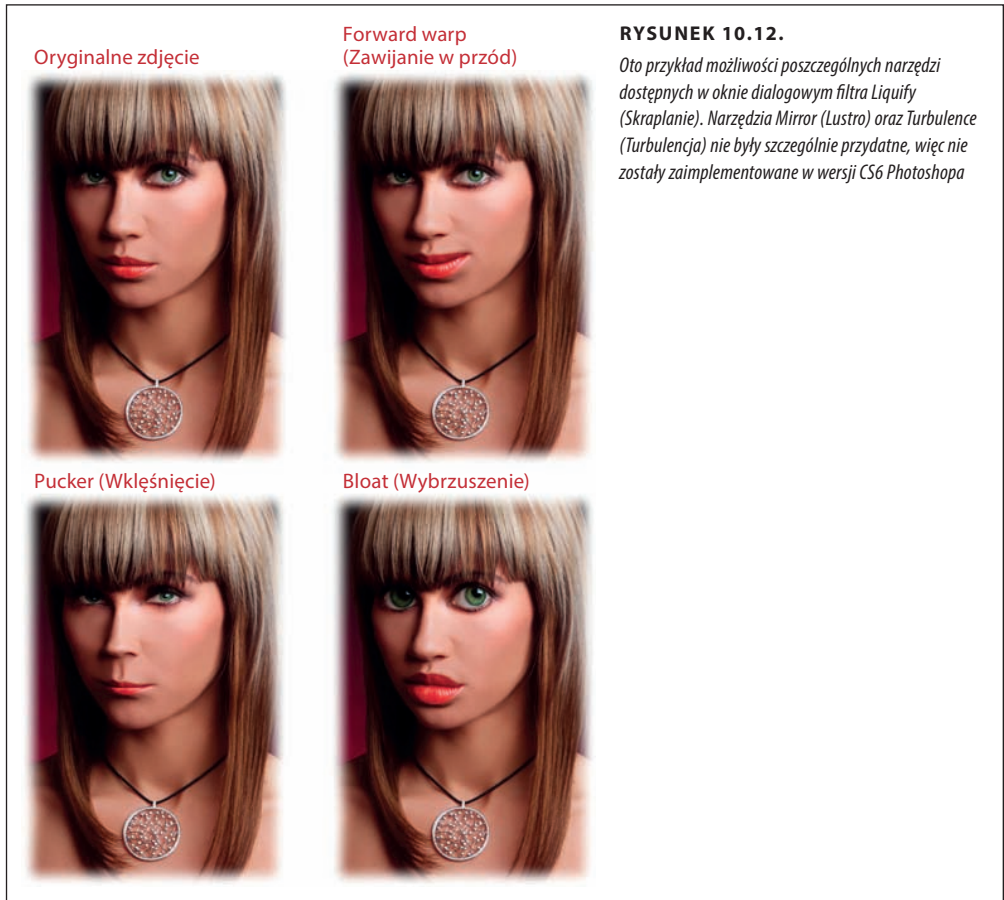 Oryginalne zdjęcie
Forward warp
(Zawijanie w przód)
RYSUNEK 10.12.
Oto przykład możliwości poszczególnych narzędzi
dostępnych w oknie dialogowym filtra Liquify
(Skraplanie). Narzędzia Mirror (Lustro) oraz Turbulence
(Turbulencja) nie były szczególnie przydatne, więc nie
zostały zaimplementowane w wersji CS6 Photoshopa
Pucker (Wklęśnięcie)
Bloat (Wybrzuszenie)